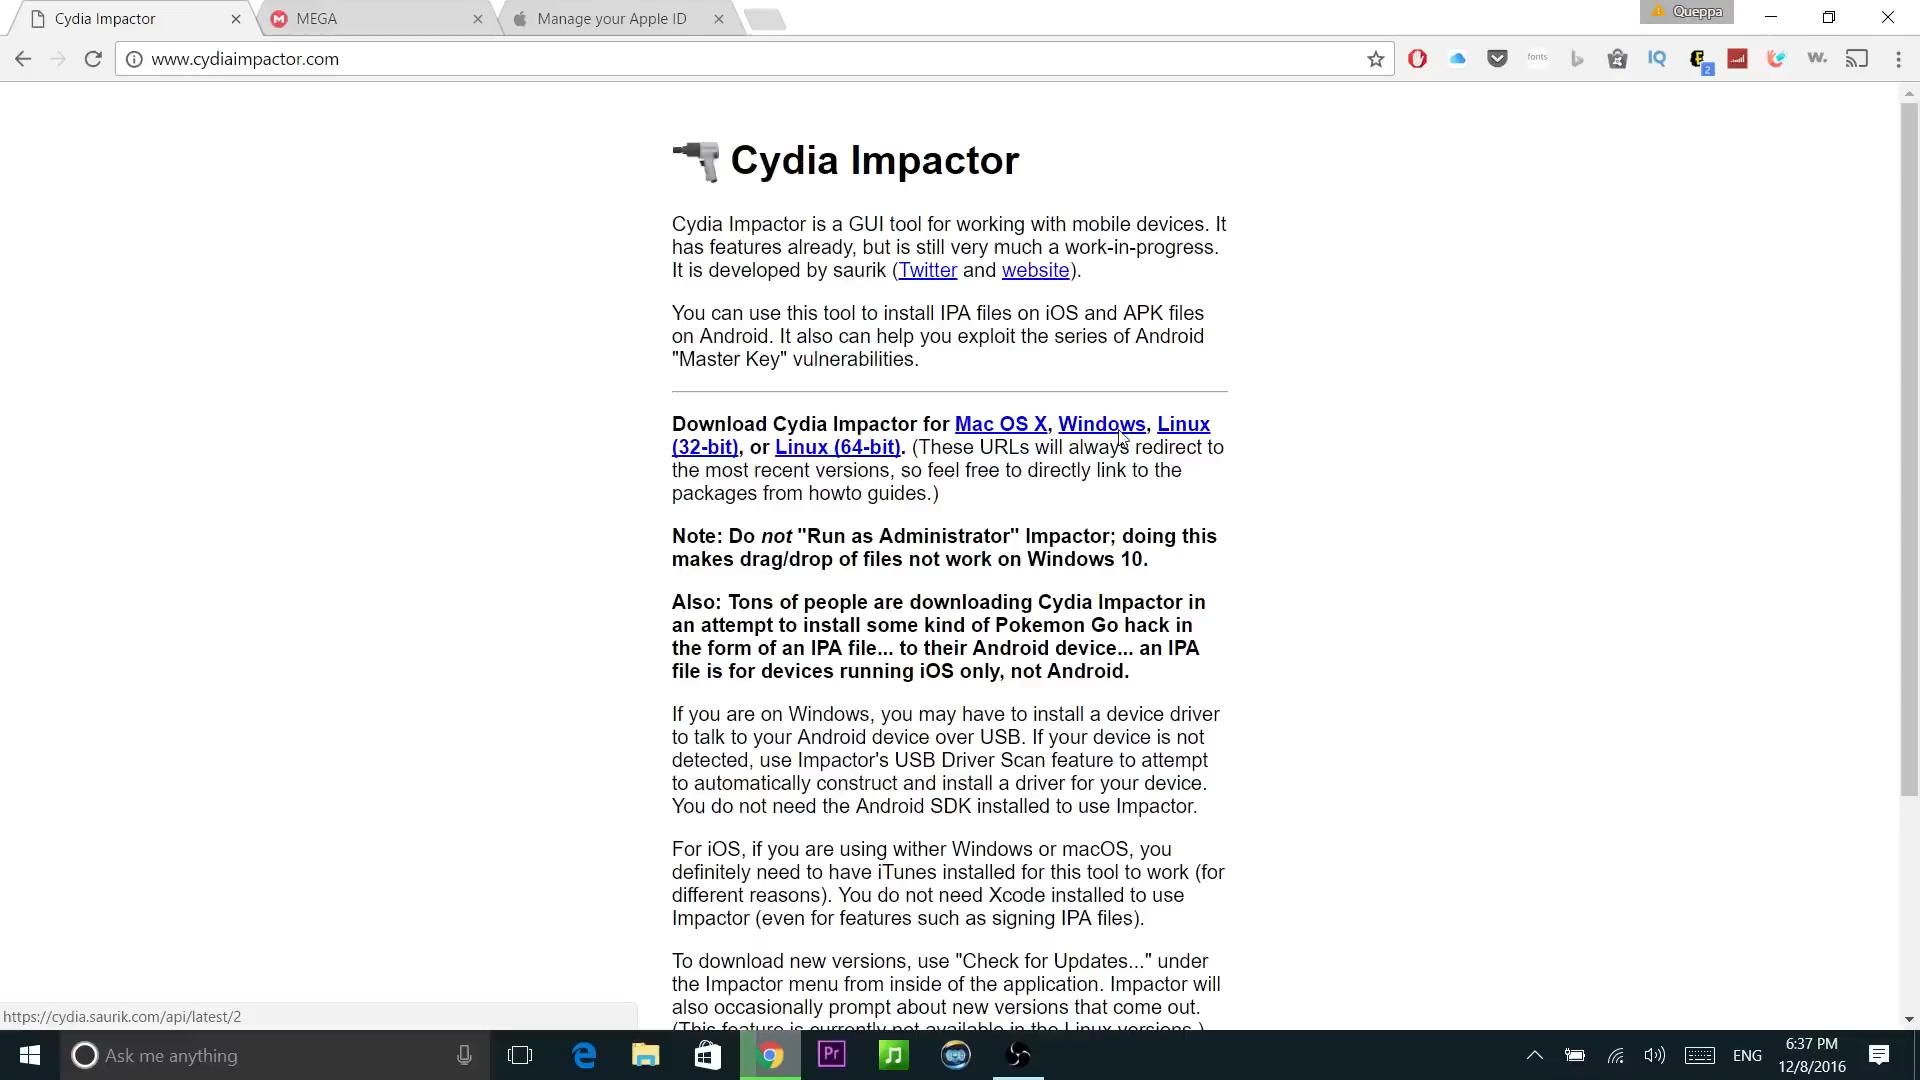 Cydia Impactor
MEGA
Manage your Apple ID
Queppa
www.cydiaimpactor.com
fonts
IQ
2
w.
Cydia Impactor
Cydia Impactor is a GUI tool for working with mobile devices. It
has features already, but is still very much a work-in-progress.
It is developed by saurik (Twitter and website).
You can use this tool to install IPA files on iOS and APK files
on Android. It also can help you exploit the series of Android
"Master Key" vulnerabilities.
Download Cydia Impactor for Mac OS X, Windows, Linux
(32-bit), or Linux (64-bit). (These URLs will always redirect to
the most recent versions, so feel free to directly link to the
packages from howto guides.)
Note: Do not "Run as Administrator" Impactor; doing this
makes drag/drop of files not work on Windows 10.
Also: Tons of people are downloading Cydia Impactor in
an attempt to install some kind of Pokemon Go hack in
the form of an IPA file... to their Android device... an IPA
file is for devices running iOS only, not Android.
If you are on Windows, you may have to install a device driver
to talk to your Android device over USB. If your device is not
detected, use Impactor's USB Driver Scan feature to attempt
to automatically construct and install a driver for your device.
You do not need the Android SDK installed to use Impactor.
For iOS, if you are using wither Windows or macOS, you
definitely need to have iTunes installed for this tool to work (for
different reasons). You do not need Xcode installed to use
Impactor (even for features such as signing IPA files).
To download new versions, use "Check for Updates..." under
the Impactor menu from inside of the application. Impactor will
also occasionally prompt about new versions that come out.
(This feature is currently not available in the Linux versions.)
https://cydia.saurik.com/api/latest/2
Ask me anything
Pr
ENG
6:37 PM
12/8/2016